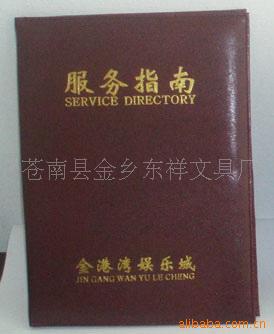 服务指南
SERVICE DIRECTORY
苍南县金乡东祥文具厂
金港湾娱乐城
JIN GANG WAN YU LE CHENG
alibaba.com.cn